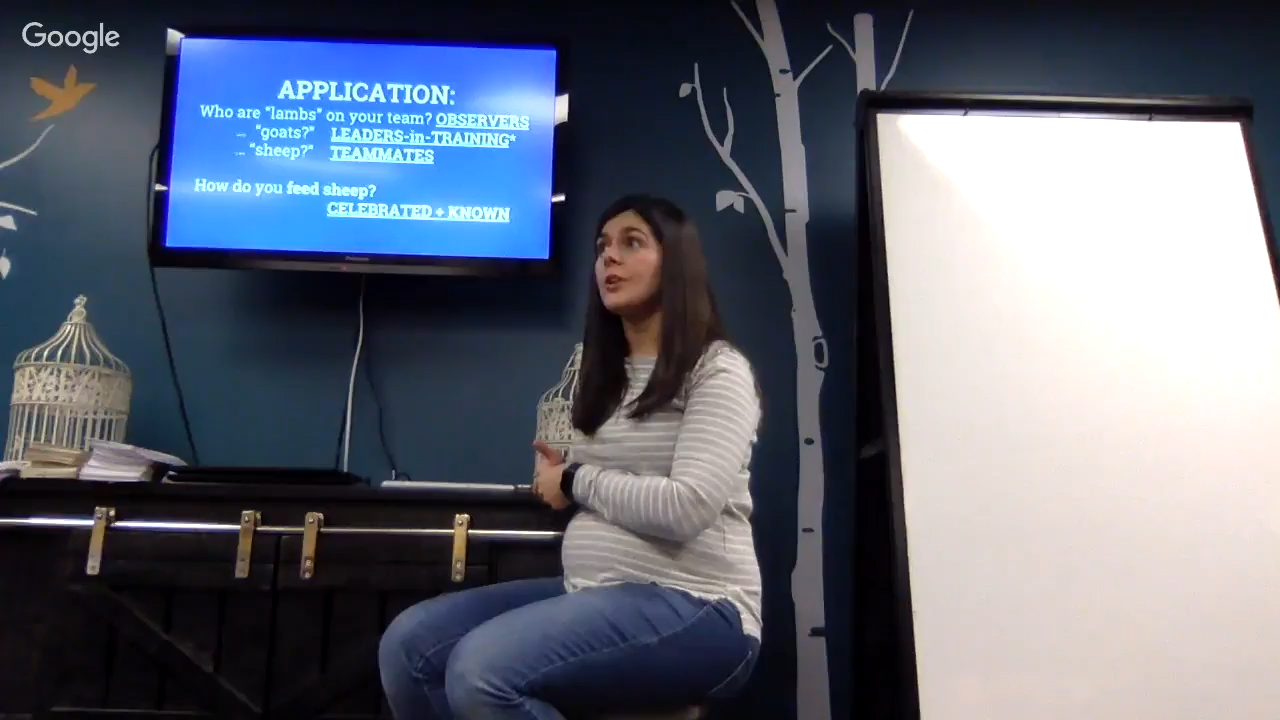 Google
APPLICATION:
Who are "lambs" on your team? OBSERVERS
... "goats?" LEADERS-in-TRAINING*
... "sheep?" TEAMMATES
How do you feed sheep?
CELEBRATED + KNOWN